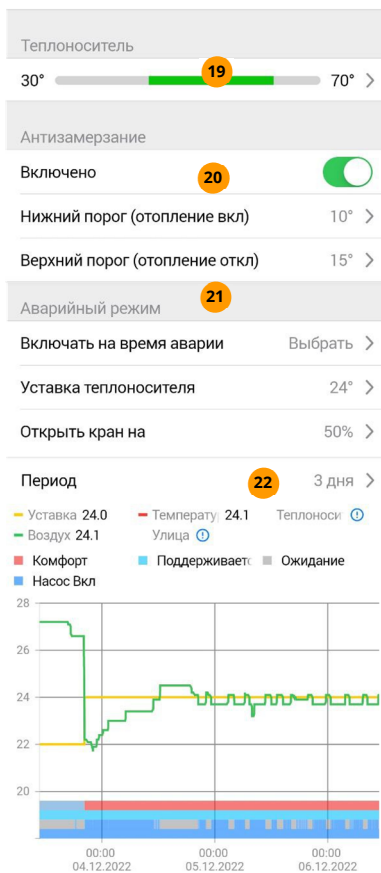 Теплоноситель
19
30° 70° >
Антизамерзание
Включено
20
Нижний порог (отопление вкл) 10° >
Верхний порог (отопление откл) 15° >
21
Аварийный режим
Включать на время аварии Выбрать >
Уставка теплоносителя 24° >
Открыть кран на 50% >
Период 22 3 дня >
Уставка 24.0 Температу 24.1 Теплоноси
Воздух 24.1 Улица
Комфорт Поддерживает Ожидание
Насос Вкл
28
26
24
22
20
00:00 00:00 00:00
04.12.2022 05.12.2022 06.12.2022